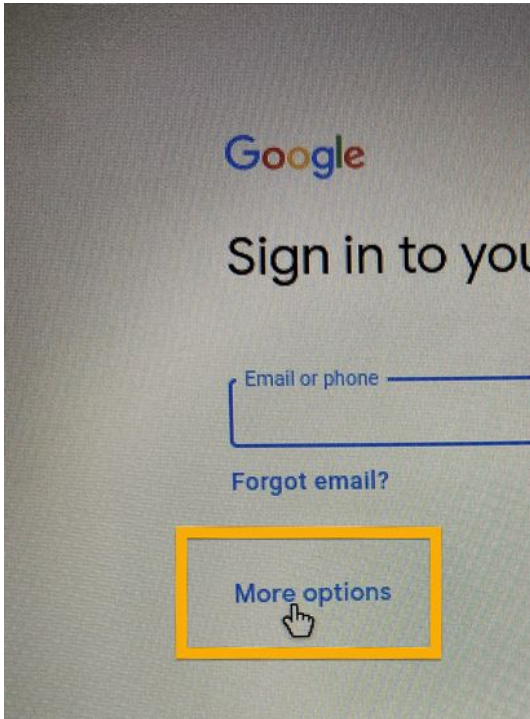 Google
Sign in to you
Email or phone
Forgot email?
More options